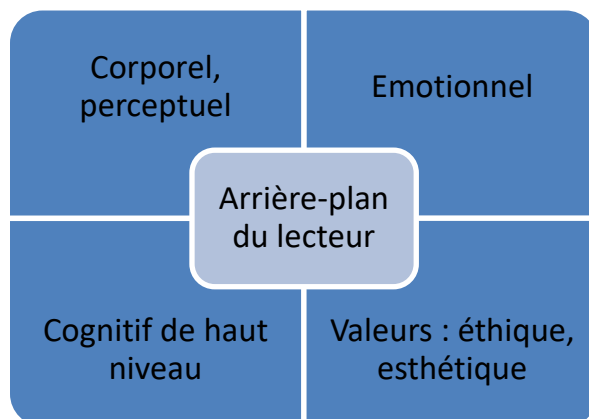 Corporel,
perceptuel
Emotionnel
Arrière-plan
du lecteur
Cognitif de haut
niveau
Valeurs : éthique,
esthétique